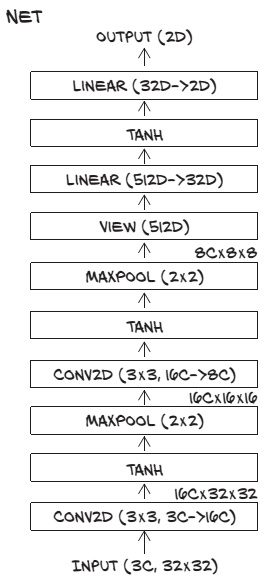 NET
OUTPUT (2D)
LINEAR (32D->2D)
TANH
LINEAR (512D->32D)
VIEW (512D)
8CX8X8
MAXPOOL (2X2)
TANH
CONV2D (3X3, 16C->8C)
16CX16X16
MAXPOOL (2X2)
TANH
16CX32X32
CONV2D (3X3, 3C->16C)
INPUT (3C, 32X32)